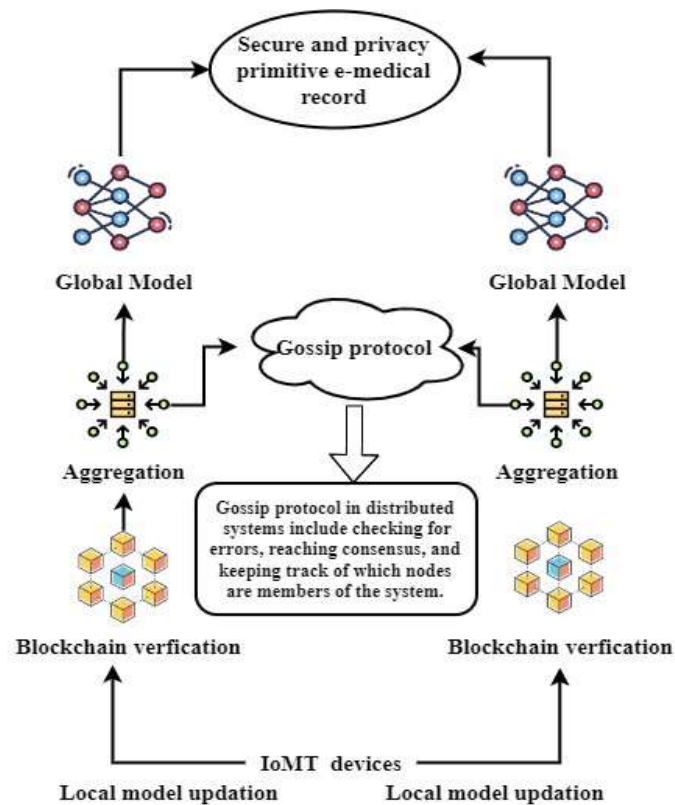 Secure and privacy
primitive e-medical
record
Global Model
Global Model
Gossip protocol
Aggregation
Aggregation
Gossip protocol in distributed
systems include checking for
errors, reaching consensus, and
keeping track of which nodes
are members of the system.
Blockchain verfication
Blockchain verfication
IoMT devices
Local model updation
Local model updation